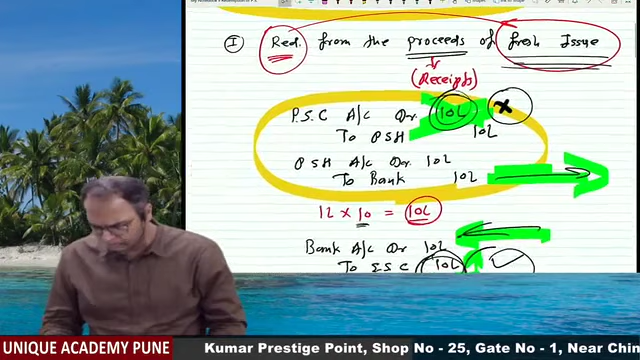 I Red. from the proceeds of fresh Issue
(Receipts)
P.S.C A/c Dr. 10L
To PSH 10L
PSH A/c Dr. 10L
To Bank 10L
12 × 10 = 10L
Bank A/c Dr 10L
To ESC 10L
UNIQUE ACADEMY PUNE Kumar Prestige Point, Shop No - 25, Gate No - 1, Near Chin